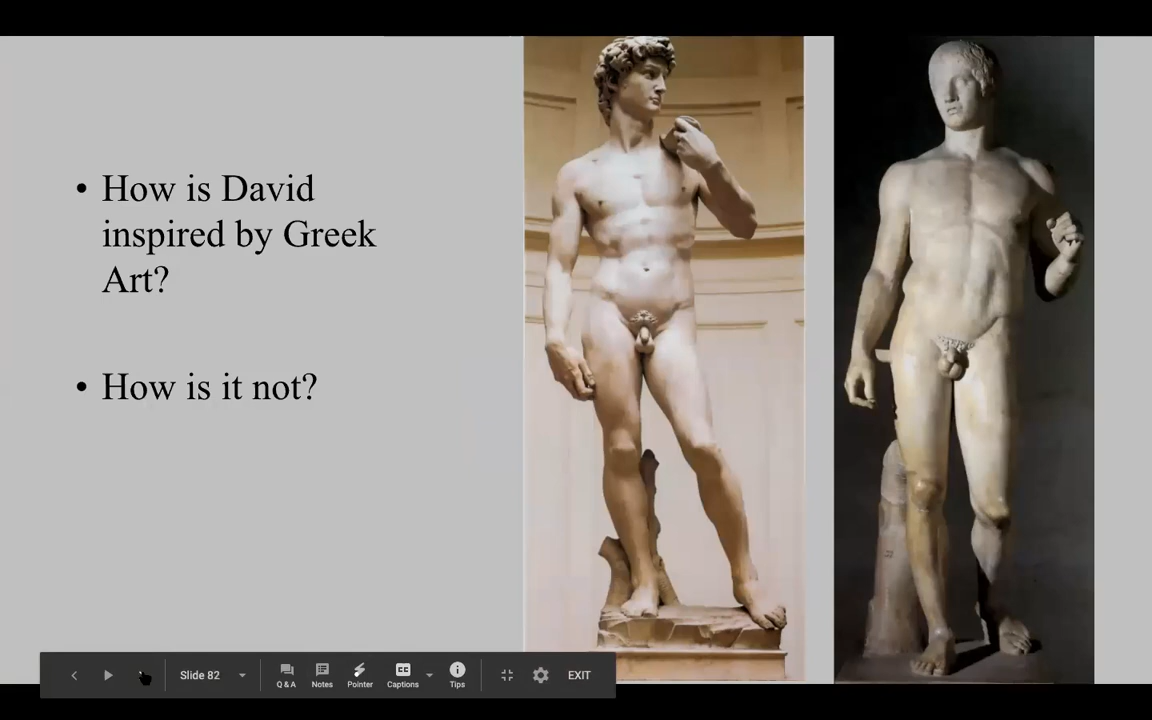 • How is David
inspired by Greek
Art?
• How is it not?
Slide 82
Q & A
Notes
Pointer
Captions
Tips
EXIT